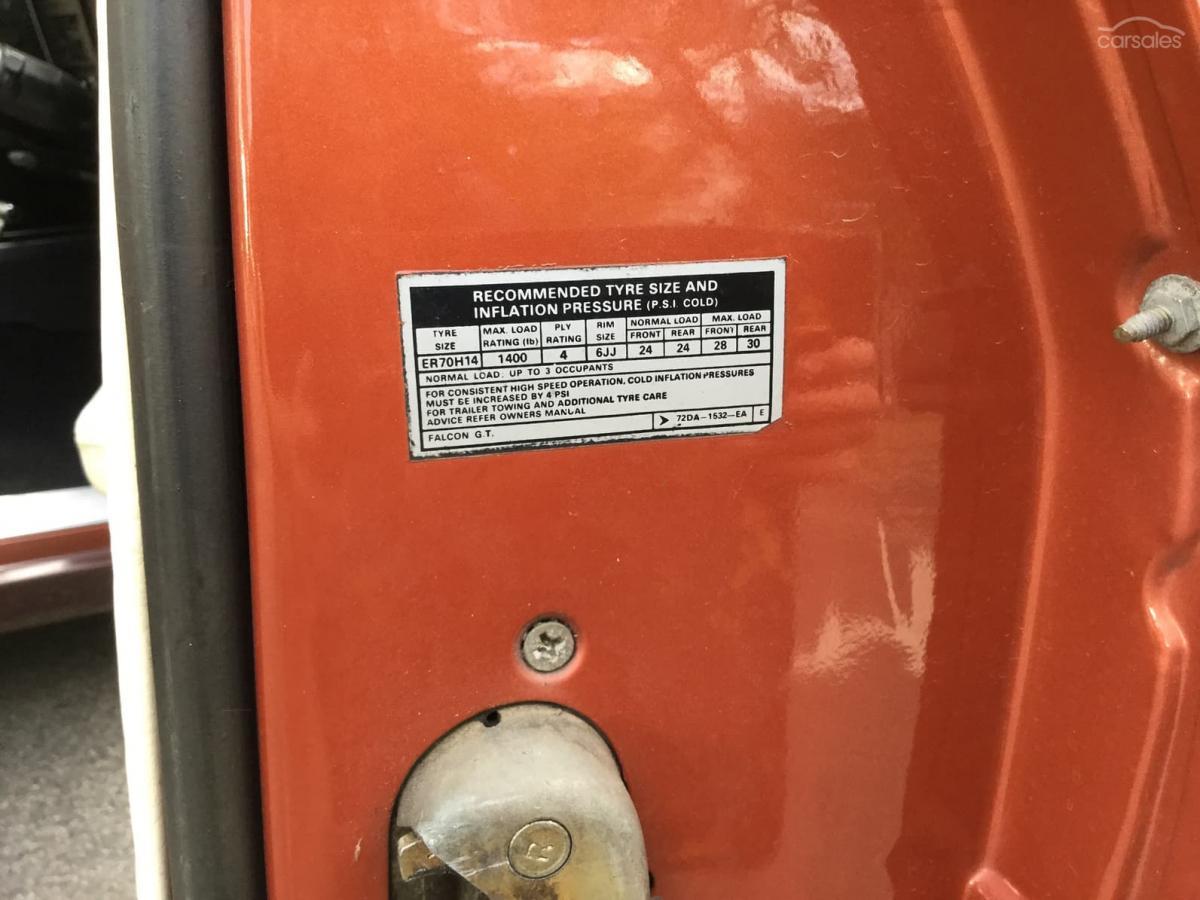 carsales
RECOMMENDED TYRE SIZE AND
INFLATION PRESSURE (P.S.I. COLD)
TYRE SIZE MAX. LOAD RATING (lb) PLY RATING RIM SIZE NORMAL LOAD FRONT REAR MAX. LOAD FRONT REAR
ER70H14 1400 4 6JJ 24 24 28 30
NORMAL LOAD: UP TO 3 OCCUPANTS
FOR CONSISTENT HIGH SPEED OPERATION, COLD INFLATION PRESSURES
MUST BE INCREASED BY 4 PSI
FOR TRAILER TOWING AND ADDITIONAL TYRE CARE
ADVICE REFER OWNERS MANUAL
FALCON G.T. 72DA-1532-EA E